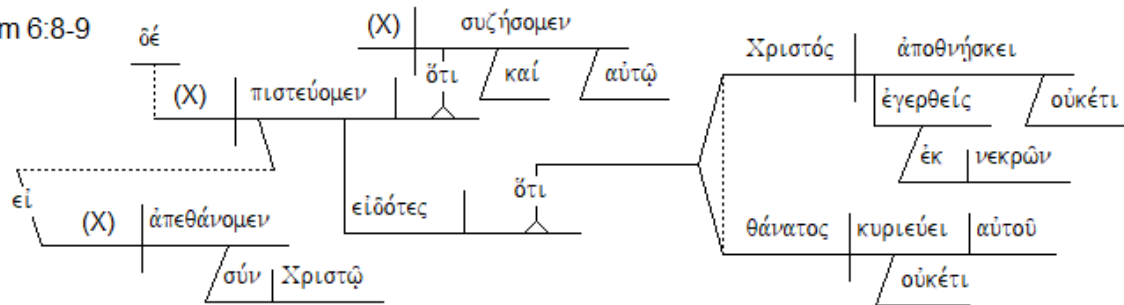 m 6:8-9
δέ
(X) συζήσομεν
ὅτι
καί αὐτῷ
(X) πιστεύομεν
Χριστός ἀποθνῄσκει
ἐγερθείς οὐκέτι
ἐκ νεκρῶν
εἰ
(X) ἀπεθάνομεν
σύν Χριστῷ
εἰδότες
ὅτι
θάνατος κυριεύει αὐτοῦ
οὐκέτι